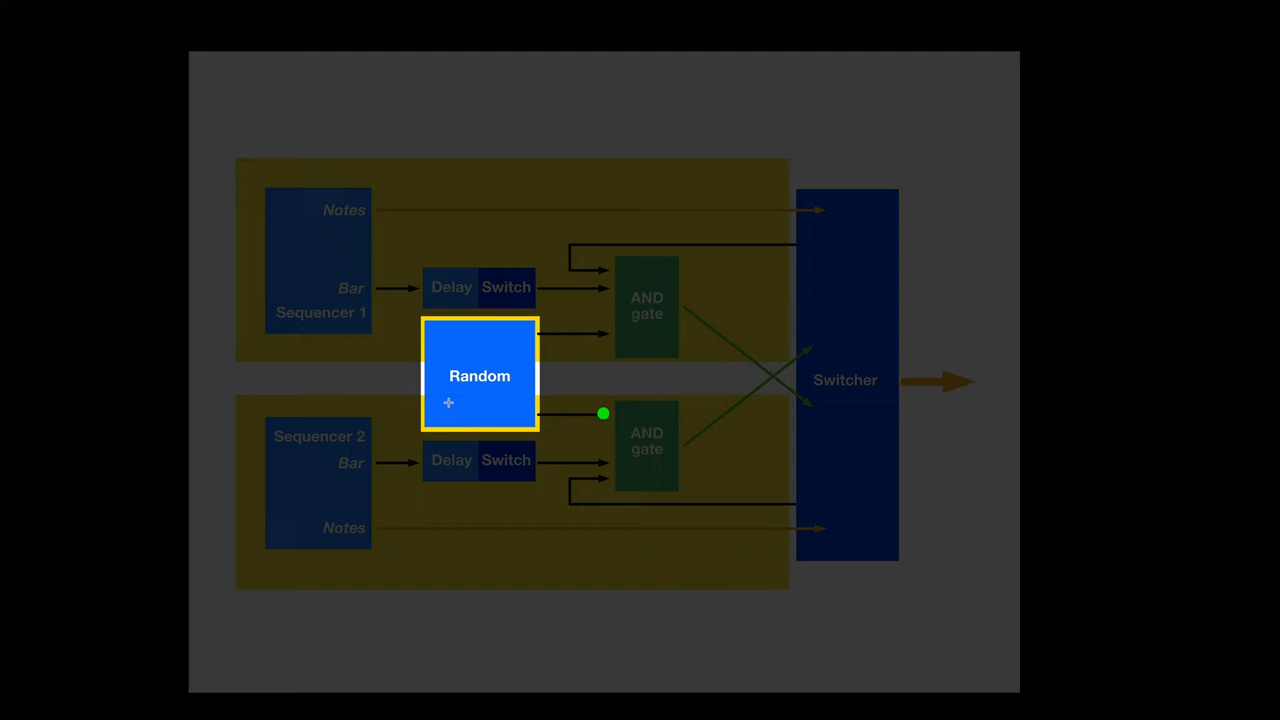 Notes
Bar
Sequencer 1
Delay Switch
AND
gate
Random
Switcher
Sequencer 2
Bar
Notes
Delay Switch
AND
gate